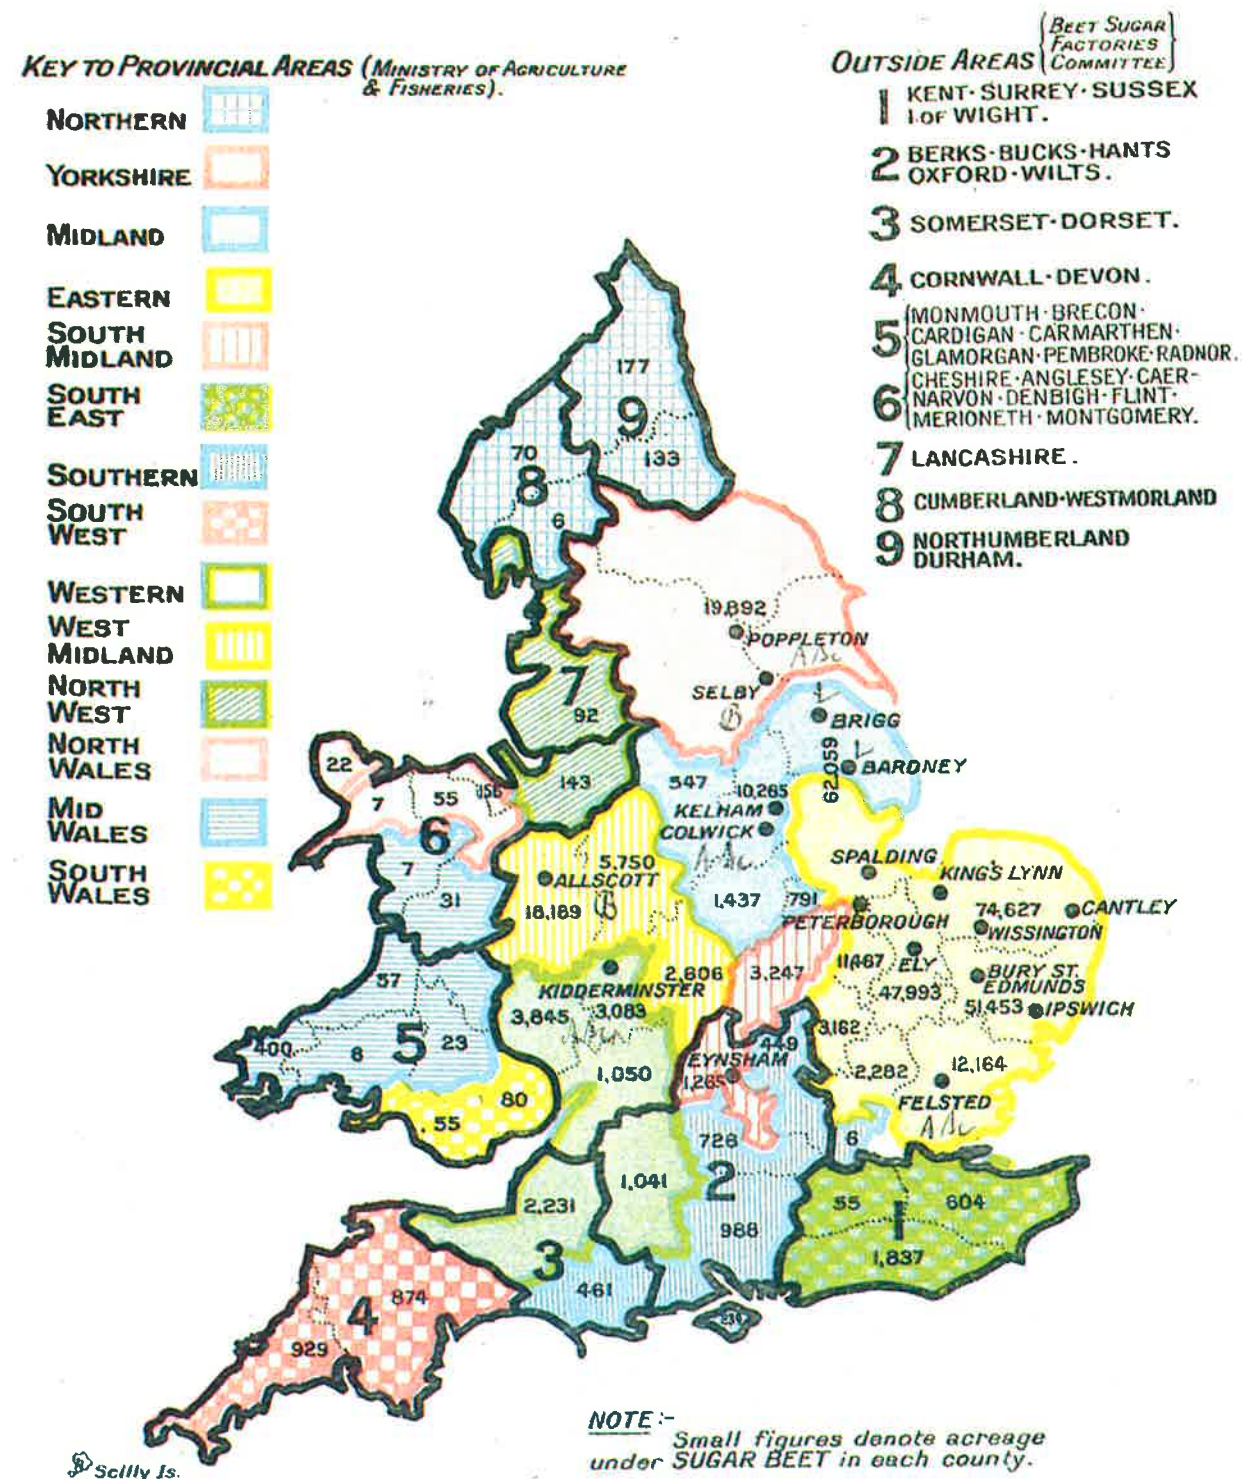 KEY TO PROVINCIAL AREAS (MINISTRY OF AGRICULTURE
& FISHERIES).
NORTHERN
YORKSHIRE
MIDLAND
EASTERN
SOUTH
MIDLAND
SOUTH
EAST
SOUTHERN
SOUTH
WEST
WESTERN
WEST
MIDLAND
NORTH
WEST
NORTH
WALES
MID
WALES
SOUTH
WALES
OUTSIDE AREAS
BEET SUGAR
FACTORIES
COMMITTEE
1 KENT · SURREY · SUSSEX
I. OF WIGHT.
2 BERKS · BUCKS · HANTS
OXFORD · WILTS.
3 SOMERSET · DORSET.
4 CORNWALL · DEVON.
5 MONMOUTH · BRECON ·
CARDIGAN · CARMARTHEN ·
GLAMORGAN · PEMBROKE · RADNOR.
6 CHESHIRE · ANGLESEY · CAER-
NARVON · DENBIGH · FLINT ·
MERIONETH · MONTGOMERY.
7 LANCASHIRE.
8 CUMBERLAND · WESTMORLAND
9 NORTHUMBERLAND
DURHAM.
177
9
133
70
8
6
19,892
POPPLETON
SELBY
B
7
92
BRIGG
L
BARDNEY
62,059
22
7
55
156
143
547
10,265
KELHAM
COLWICK
6
7
31
5,750
ALLSCOTT
B
18,189
1,437
791
SPALDING
KING'S LYNN
PETERBOROUGH
74,627
CANTLEY
WISSINGTON
57
KIDDERMINSTER
2,606
3,247
11,467
ELY
BURY ST.
EDMUNDS
47,993
51,453
IPSWICH
400
6
5
23
3,845
3,083
EYNSHAM
449
3,162
1,265
2,282
12,164
FELSTED
1,050
55
80
728
2
6
1,041
988
55
604
1
1,837
2,231
3
461
4
874
929
Scilly Is.
NOTE:-
Small figures denote acreage
under SUGAR BEET in each county.